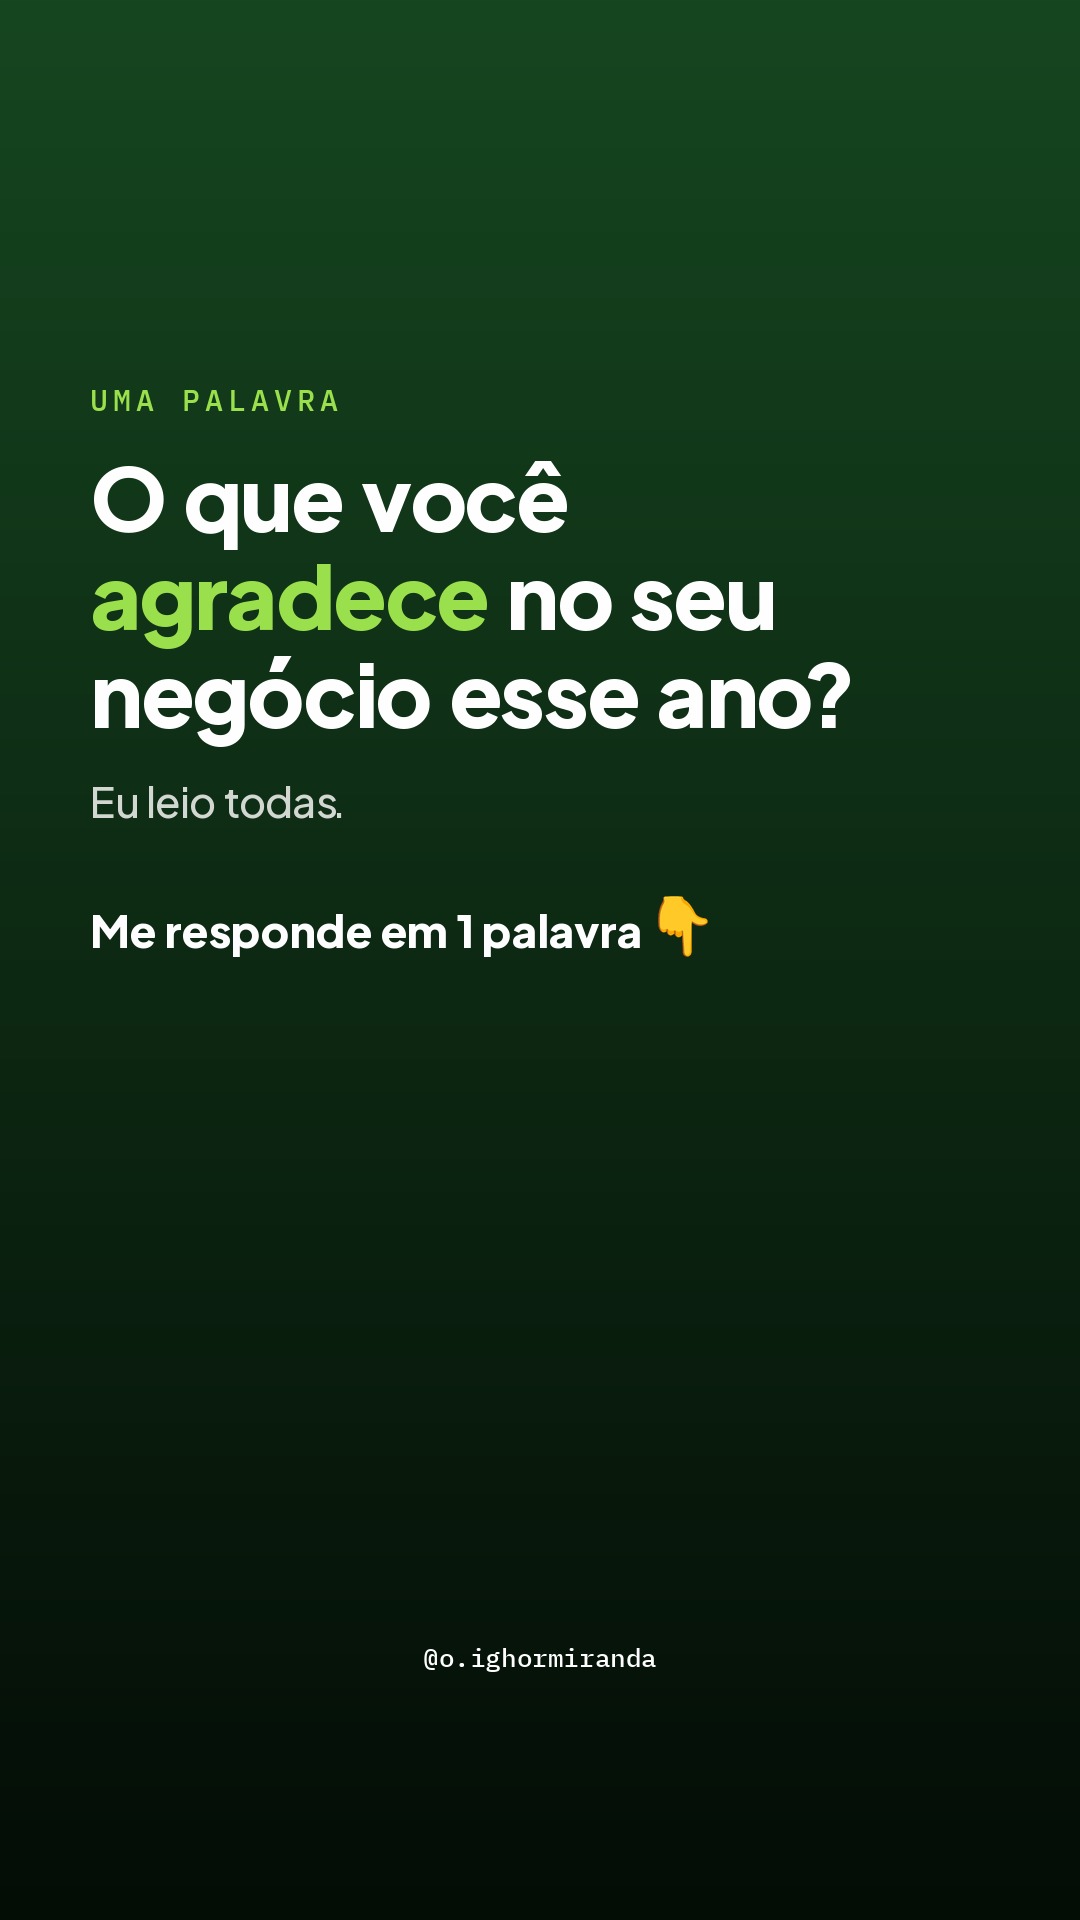 UMA PALAVRA
O que você
agradece no seu
negócio esse ano?
Eu leio todas.
Me responde em 1 palavra 👇
@o.ighormiranda